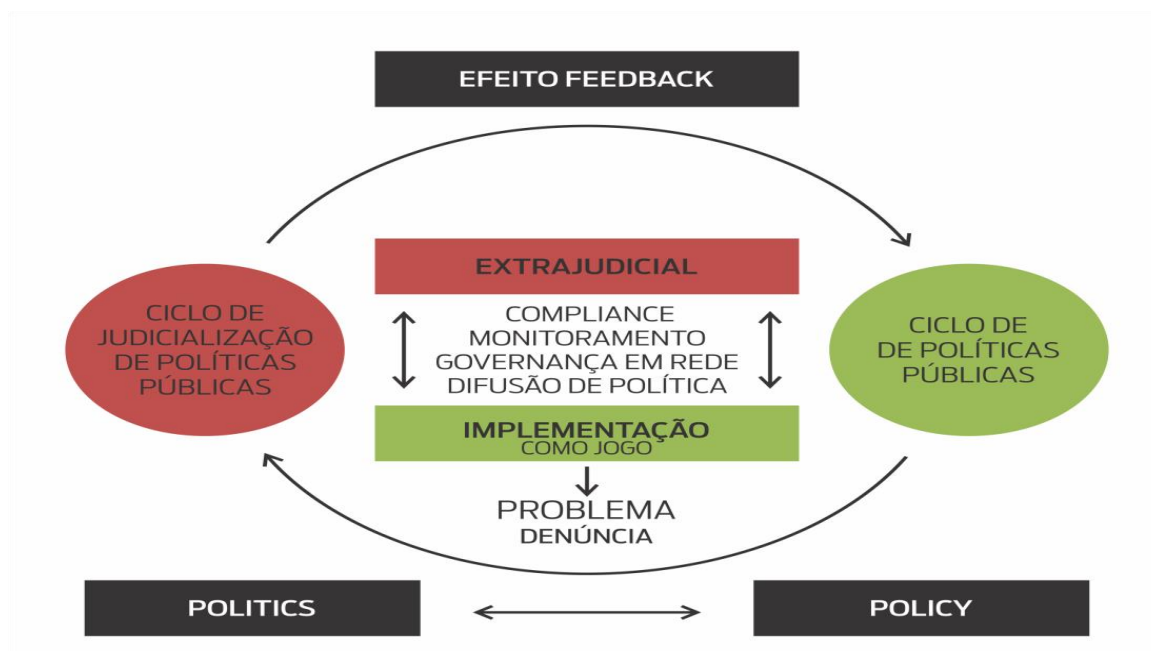 EFEITO FEEDBACK
EXTRAJUDICIAL
CICLO DE
JUDICIALIZAÇÃO
DE POLÍTICAS
PÚBLICAS
COMPLIANCE
MONITORAMENTO
GOVERNANÇA EM REDE
DIFUSÃO DE POLÍTICA
CICLO DE
DE POLÍTICAS
PÚBLICAS
IMPLEMENTAÇÃO
COMO JOGO
PROBLEMA
DENÚNCIA
POLITICS
POLICY